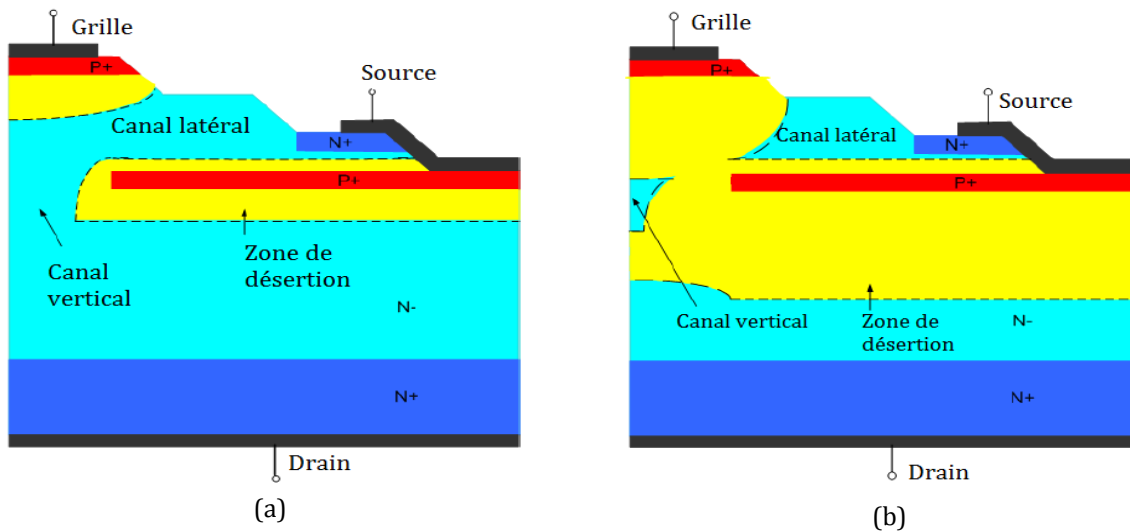 Grille
P+
Source
Canal latéral
N+
P+
Canal
vertical
Zone de
désertion
N-
N+
Drain
(a)
Grille
P+
Source
Canal latéral
N+
P+
Canal vertical
Zone de
désertion
N-
N+
Drain
(b)